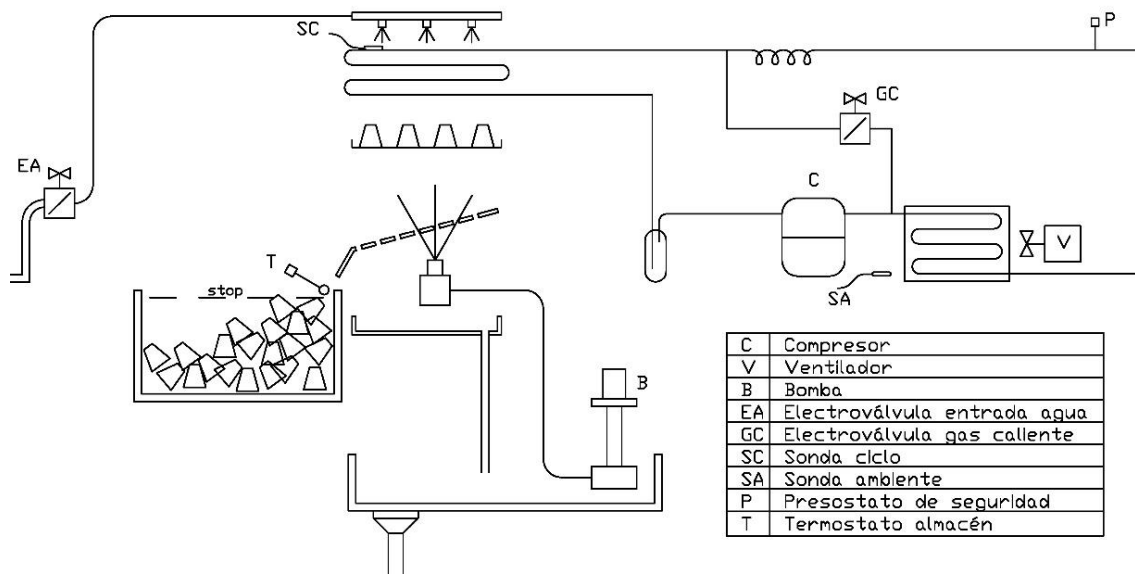 SC
P
GC
EA
C
T
V
stop
SA
B
C Compresor
V Ventilador
B Bomba
EA Electroválvula entrada agua
GC Electroválvula gas caliente
SC Sonda ciclo
SA Sonda ambiente
P Presostato de seguridad
T Termostato almacén